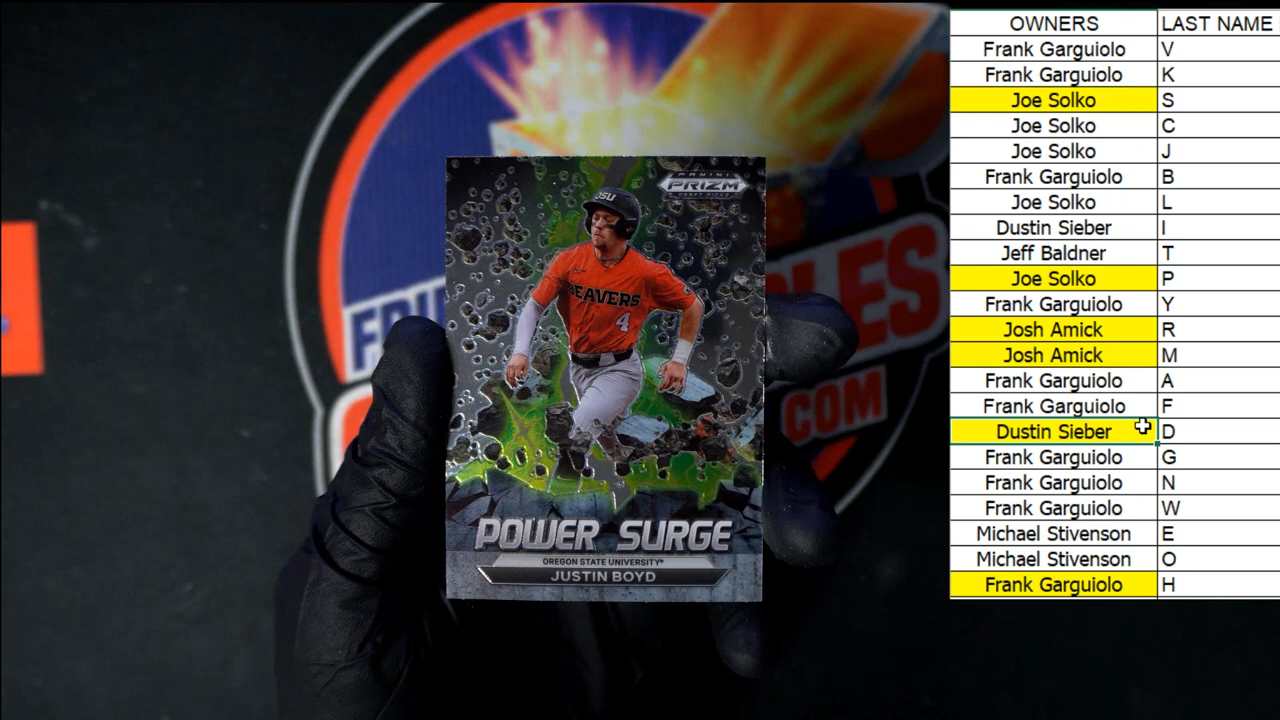 OWNERS LAST NAME
Frank Garguiolo V
Frank Garguiolo K
Joe Solko S
Joe Solko C
Joe Solko J
Frank Garguiolo B
Joe Solko L
Dustin Sieber I
Jeff Baldner T
Joe Solko P
Frank Garguiolo Y
Josh Amick R
Josh Amick M
Frank Garguiolo A
Frank Garguiolo F
Dustin Sieber D
Frank Garguiolo G
Frank Garguiolo N
Frank Garguiolo W
Michael Stivenson E
Michael Stivenson O
Frank Garguiolo H
PANINI
PRIZM
DRAFT PICKS
OSU
BEAVERS
4
POWER SURGE
OREGON STATE UNIVERSITY
JUSTIN BOYD
.COM